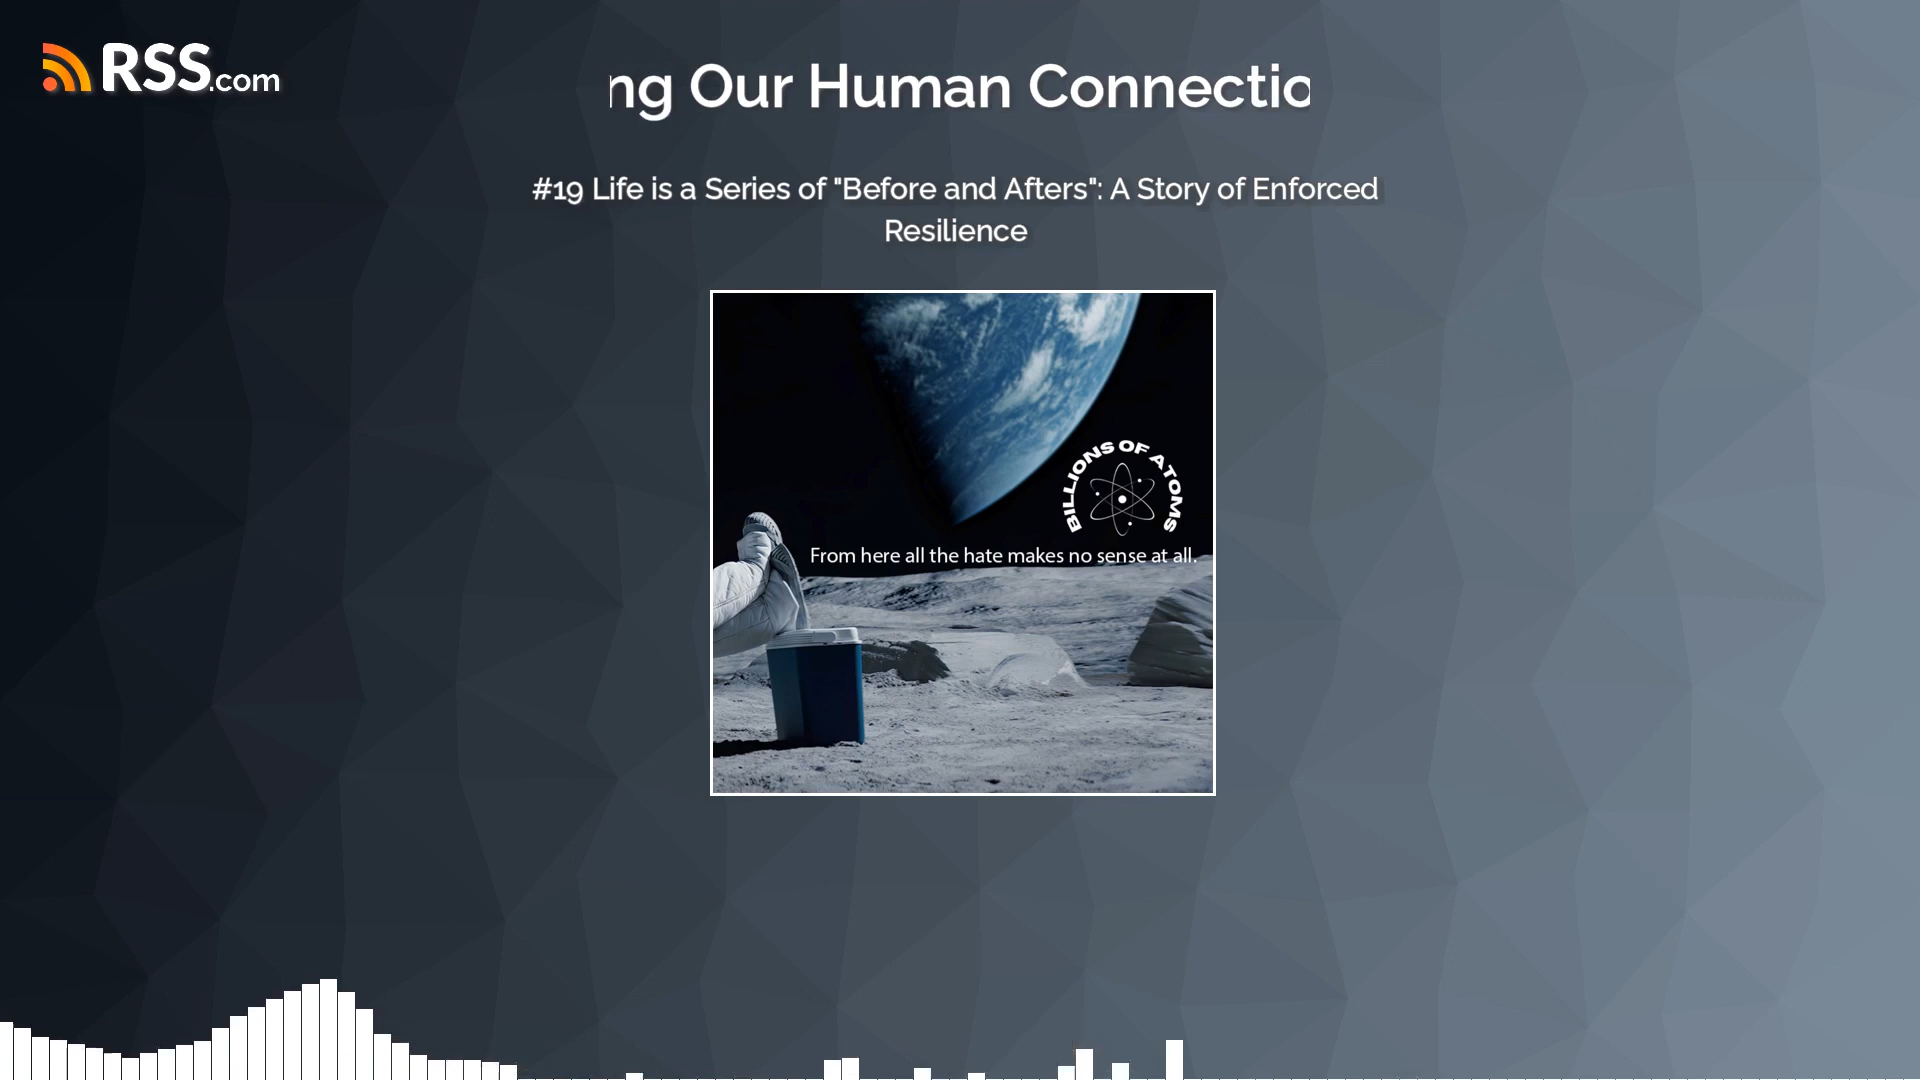 RSS.com
ng Our Human Connectio
#19 Life is a Series of "Before and Afters": A Story of Enforced
Resilience
BILLIONS OF ATOMS
From here all the hate makes no sense at all.